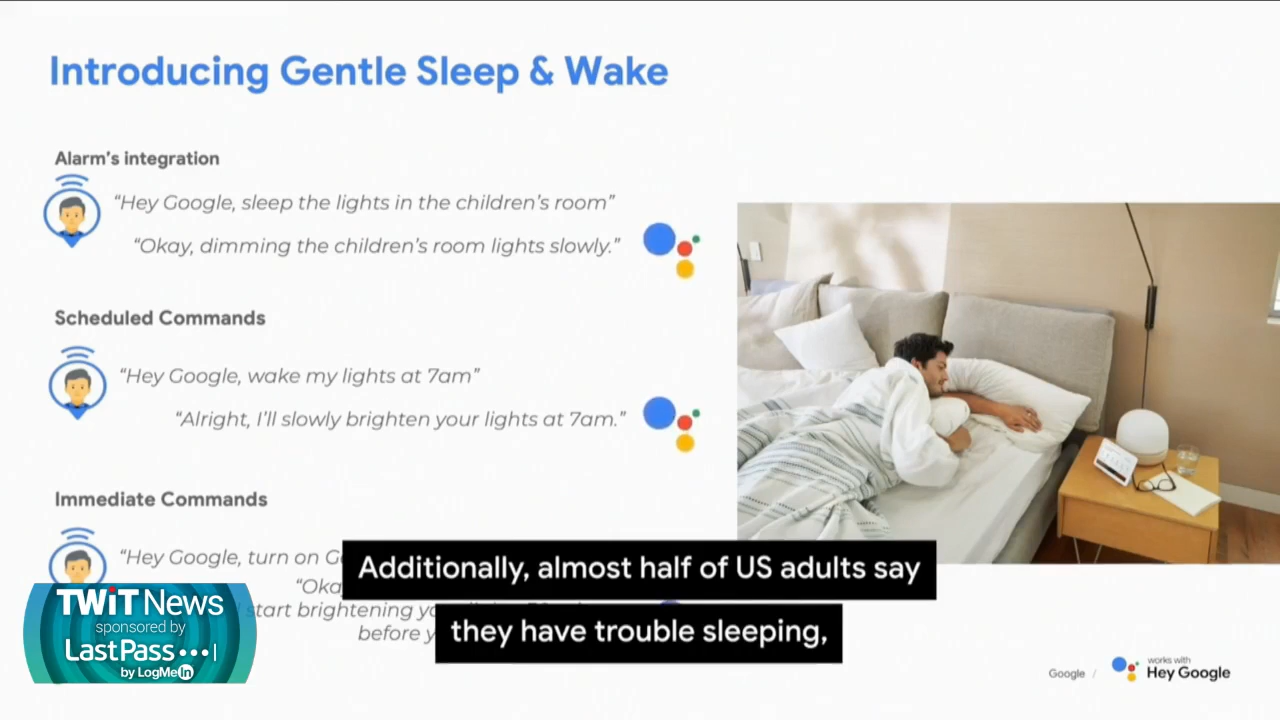 Introducing Gentle Sleep & Wake
Alarm's integration
“Hey Google, sleep the lights in the children's room”
“Okay, dimming the children's room lights slowly.”
Scheduled Commands
“Hey Google, wake my lights at 7am”
“Alright, I'll slowly brighten your lights at 7am.”
Immediate Commands
“Hey Google, turn on
“Okay
start brightening
before
Additionally, almost half of US adults say
they have trouble sleeping,
TWiT News
sponsored by
LastPass•••|
by LogMeIn
Google /
works with
Hey Google